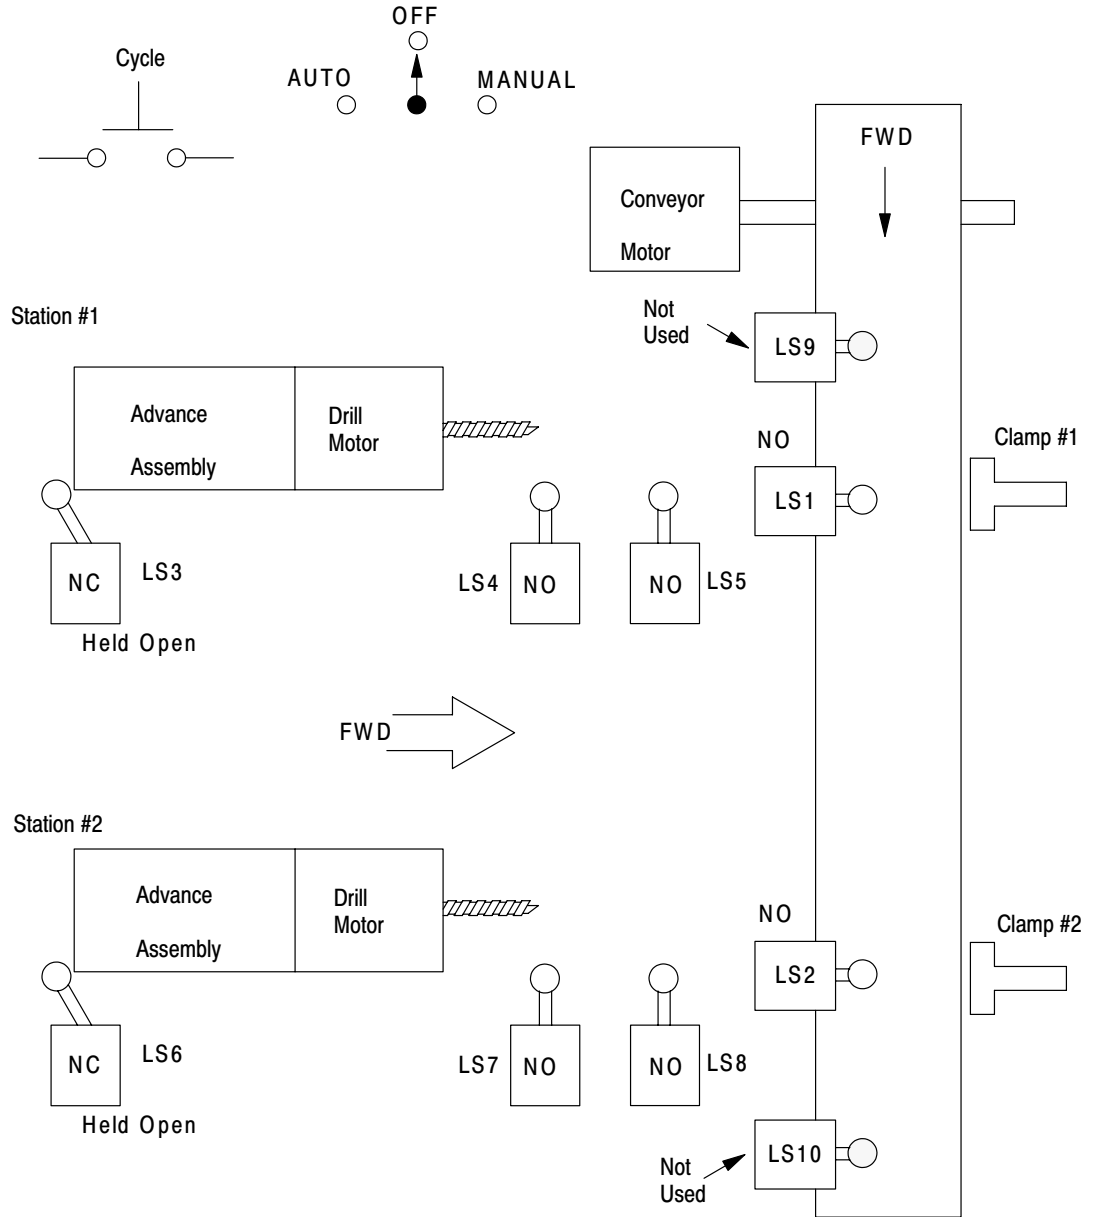 OFF
Cycle
AUTO
MANUAL
FWD
Conveyor
Motor
Not
Used
LS9
Station #1
Advance
Assembly
Drill
Motor
NO
Clamp #1
LS1
NC
LS3
Held Open
LS4
NO
NO
LS5
FWD
Station #2
Advance
Assembly
Drill
Motor
NO
Clamp #2
LS2
NC
LS6
Held Open
LS7
NO
NO
LS8
LS10
Not
Used